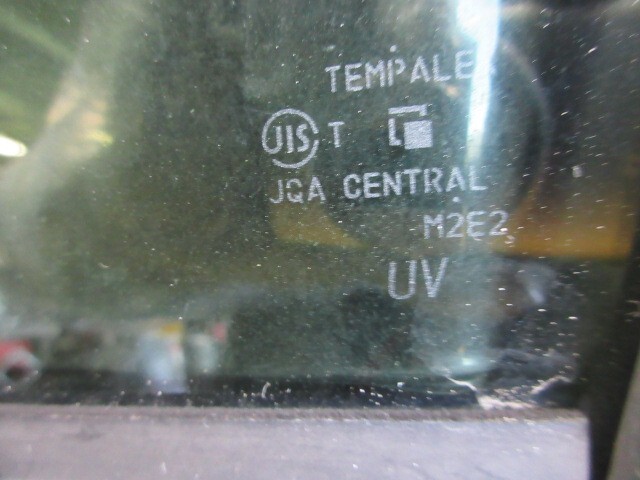 TEMPALE
JIS T
JQA CENTRAL
M2E2
UV